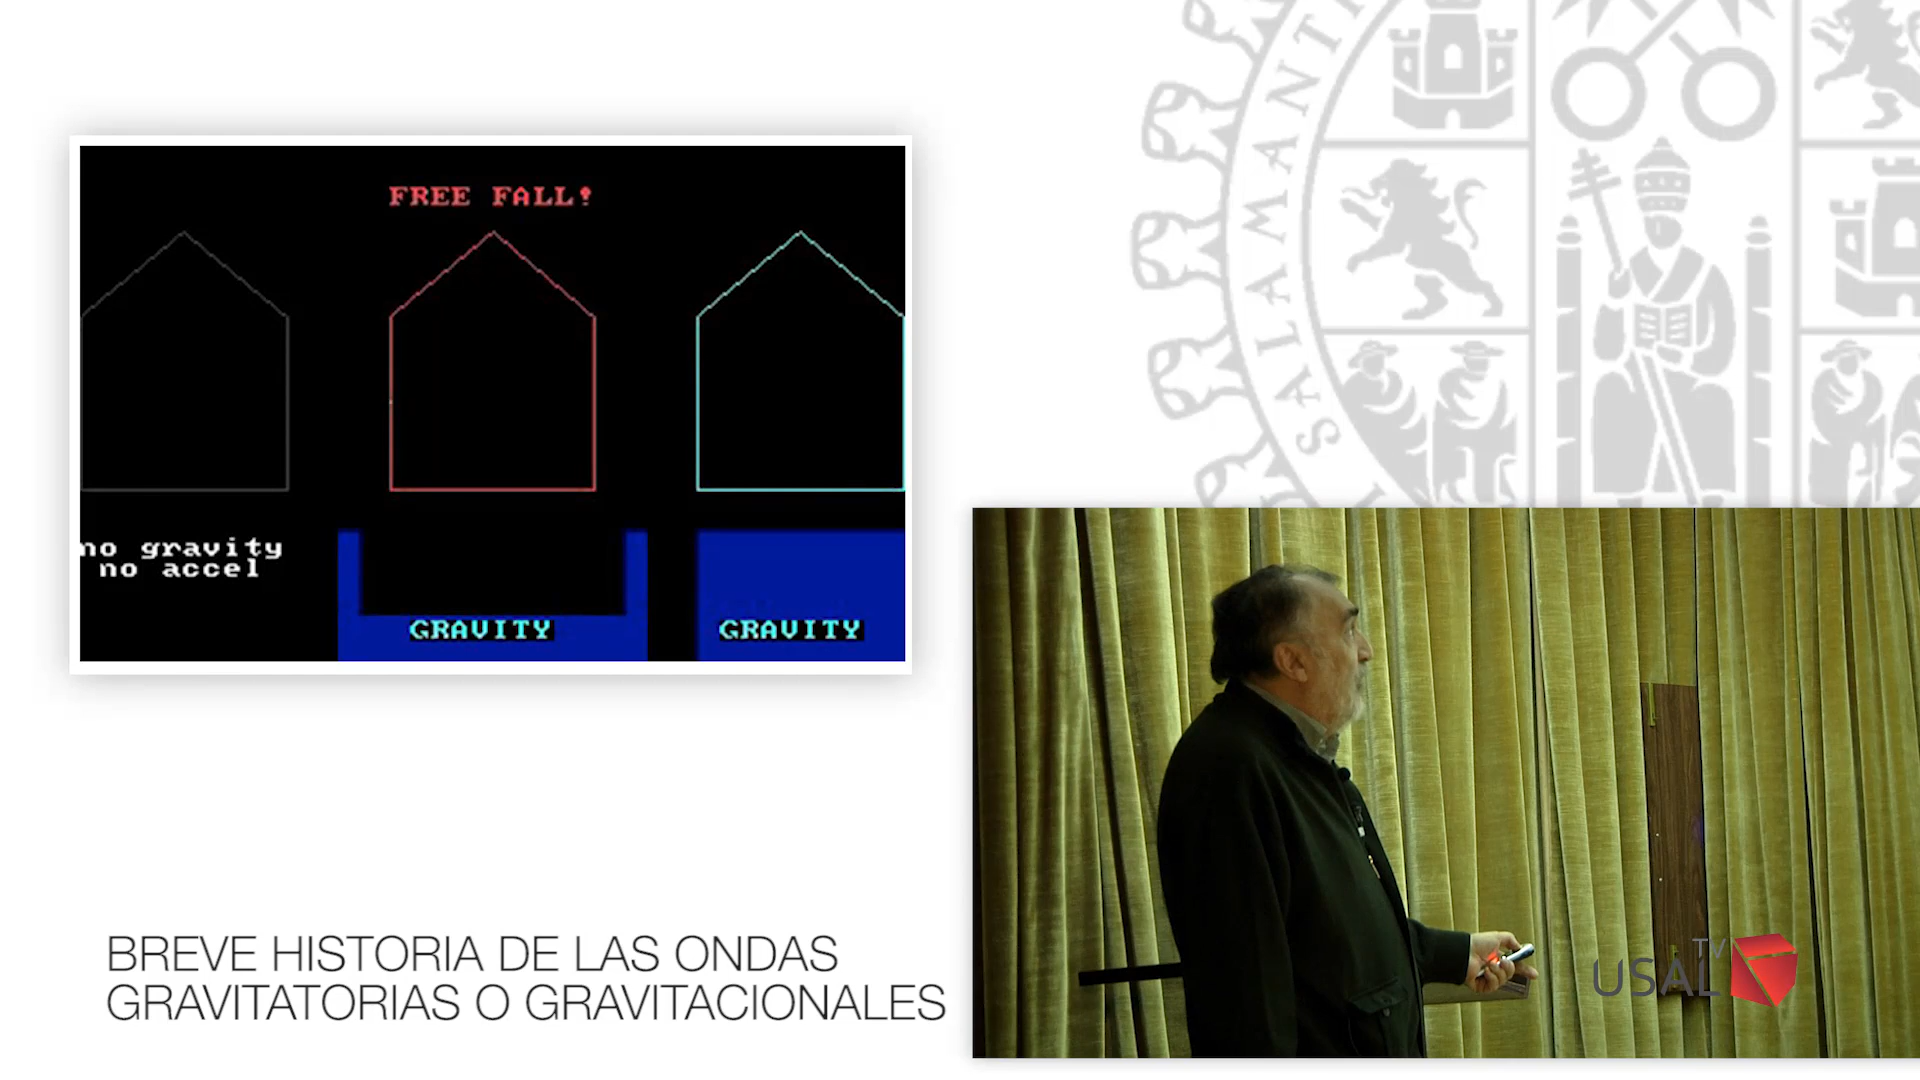 FREE FALL!
no gravity
no accel
GRAVITY
GRAVITY
SALAMANT
BREVE HISTORIA DE LAS ONDAS
GRAVITATORIAS O GRAVITACIONALES
USAL TV